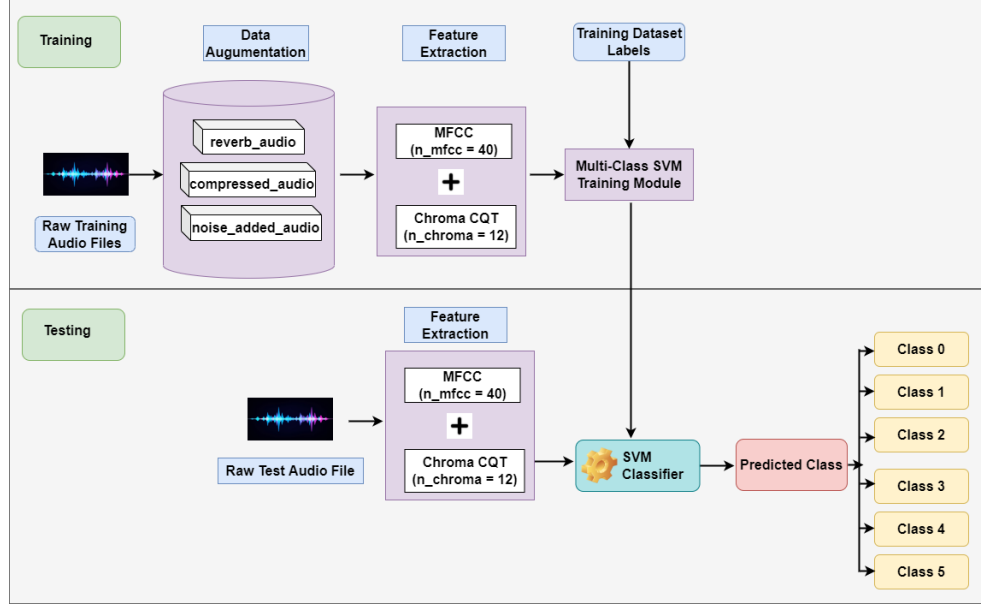 Training
Data
Augumentation
Feature
Extraction
Training Dataset
Labels
reverb_audio
compressed_audio
noise_added_audio
MFCC
(n_mfcc = 40)
Chroma CQT
(n_chroma = 12)
Multi-Class SVM
Training Module
Raw Training
Audio Files
Testing
Feature
Extraction
MFCC
(n_mfcc = 40)
Chroma CQT
(n_chroma = 12)
Raw Test Audio File
SVM
Classifier
Predicted Class
Class 0
Class 1
Class 2
Class 3
Class 4
Class 5